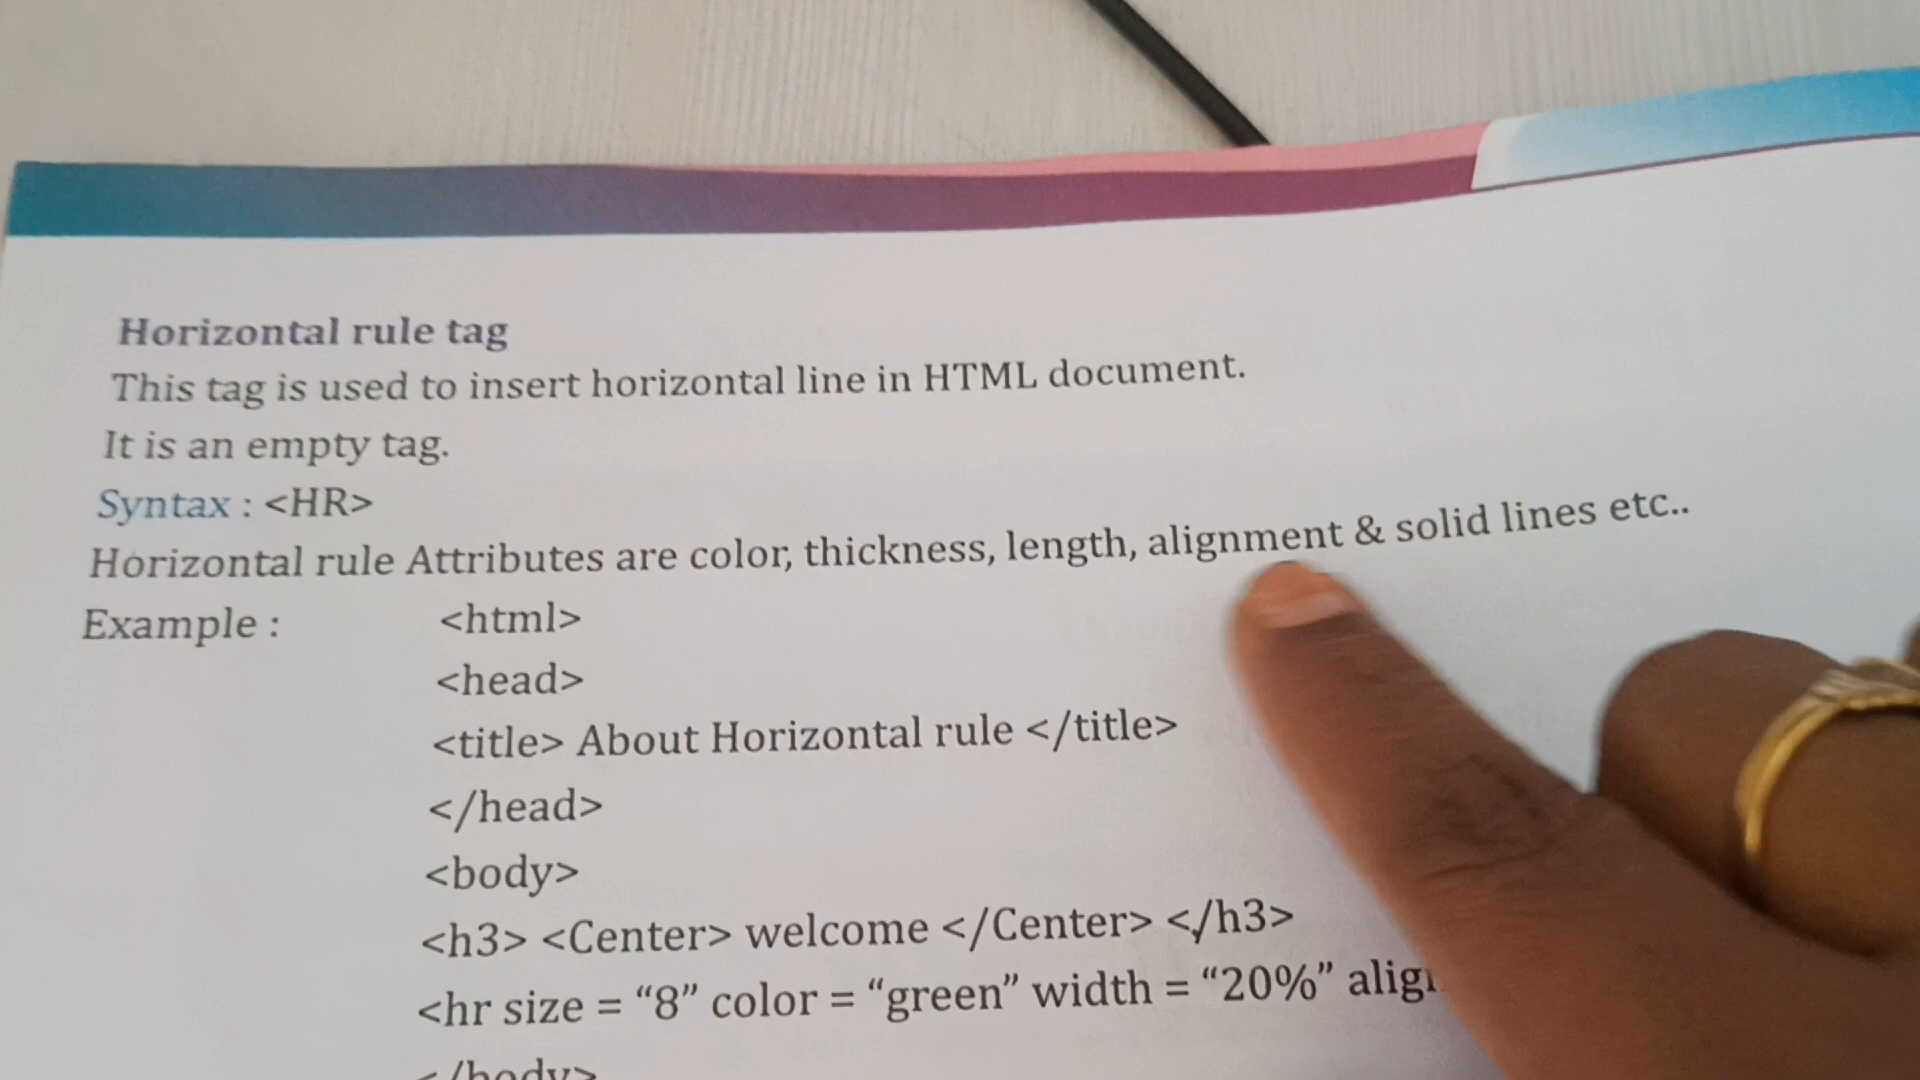 Horizontal rule tag
This tag is used to insert horizontal line in HTML document.
It is an empty tag.
Syntax : <HR>
Horizontal rule Attributes are color, thickness, length, alignment & solid lines etc..
Example : <html>
<head>
<title> About Horizontal rule </title>
</head>
<body>
<h3> <Center> welcome </Center> </h3>
<hr size = “8” color = “green” width = “20%”
</body>